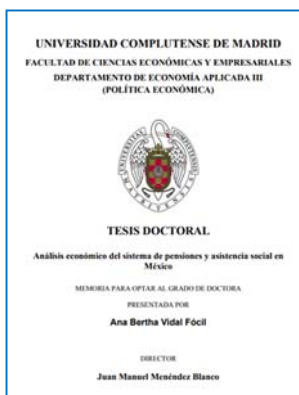 UNIVERSIDAD COMPLUTENSE DE MADRID
FACULTAD DE CIENCIAS ECONÓMICAS Y EMPRESARIALES
DEPARTAMENTO DE ECONOMÍA APLICADA III
(POLÍTICA ECONÓMICA)
TESIS DOCTORAL
Análisis económico del sistema de pensiones y asistencia social en
México
MEMORIA PARA OPTAR AL GRADO DE DOCTORA
PRESENTADA POR
Ana Bertha Vidal Fócil
DIRECTOR
Juan Manuel Menéndez Blanco